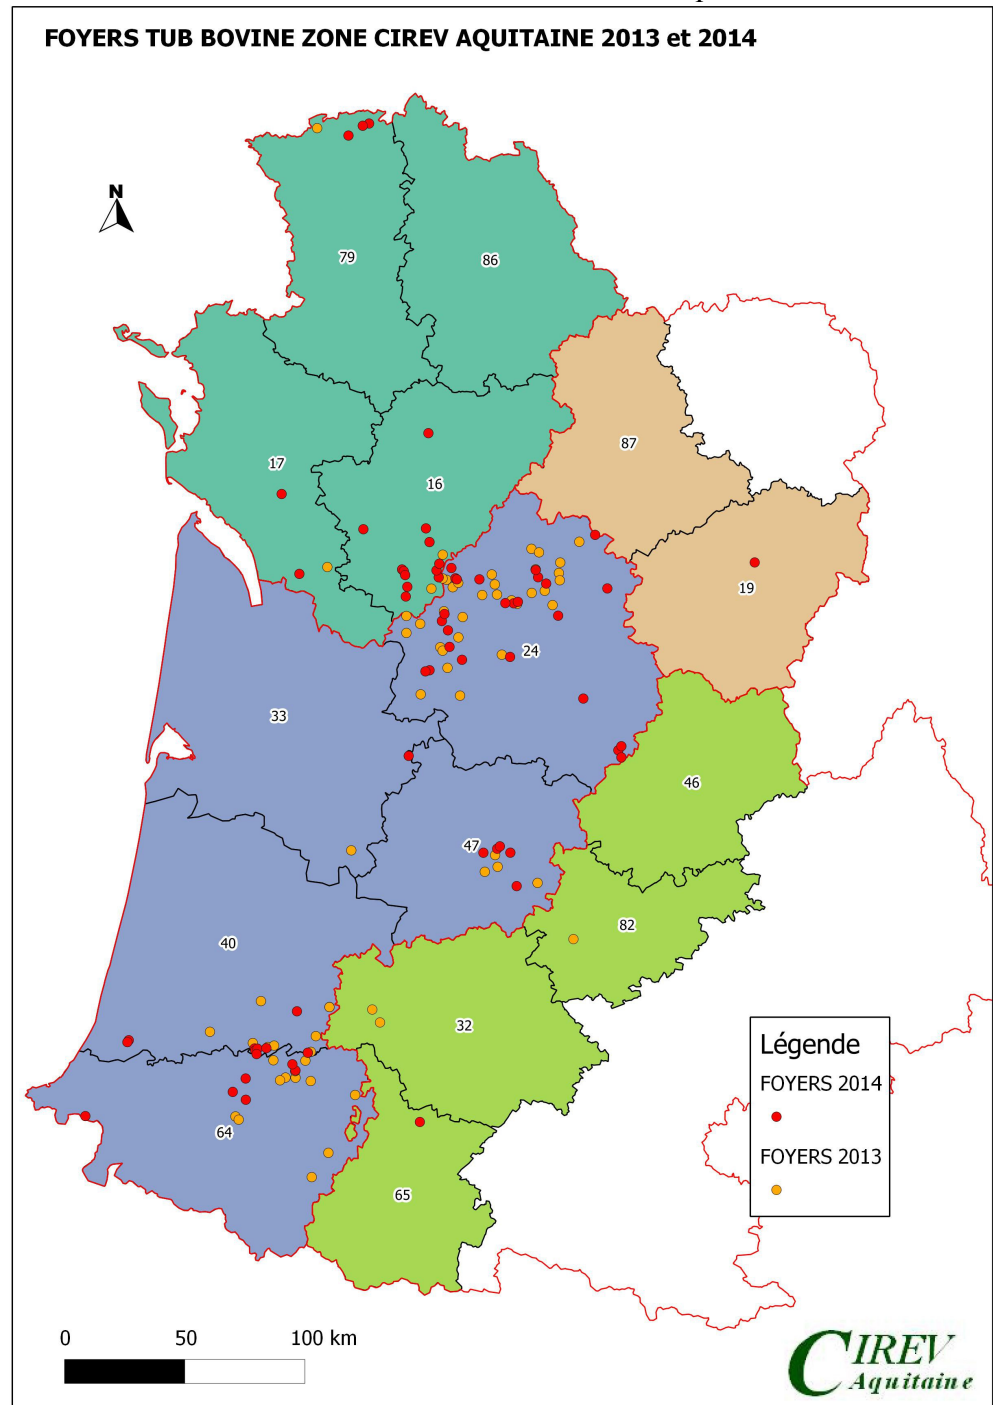 FOYERS TUB BOVINE ZONE CIREV AQUITAINE 2013 et 2014
N
79
86
87
17
16
19
24
33
46
47
82
40
32
64
65
Légende
FOYERS 2014
FOYERS 2013
0 50 100 km
CIREV
Aquitaine